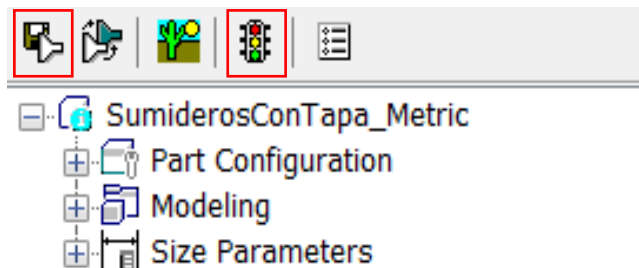 SumiderosConTapa_Metric
Part Configuration
Modeling
Size Parameters